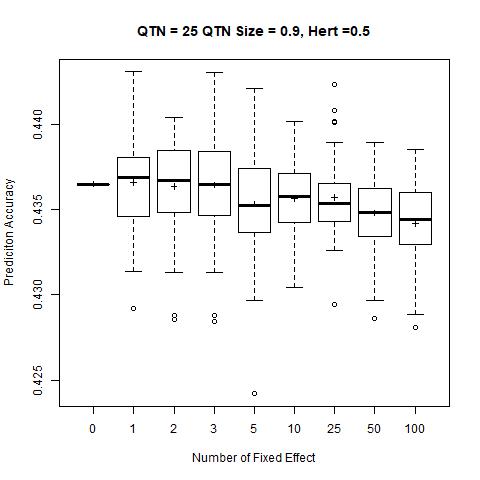 QTN = 25 QTN Size = 0.9, Hert =0.5
Prediciton Accuracy
0.440
0.435
0.430
0.425
0 1 2 3 5 10 25 50 100
Number of Fixed Effect